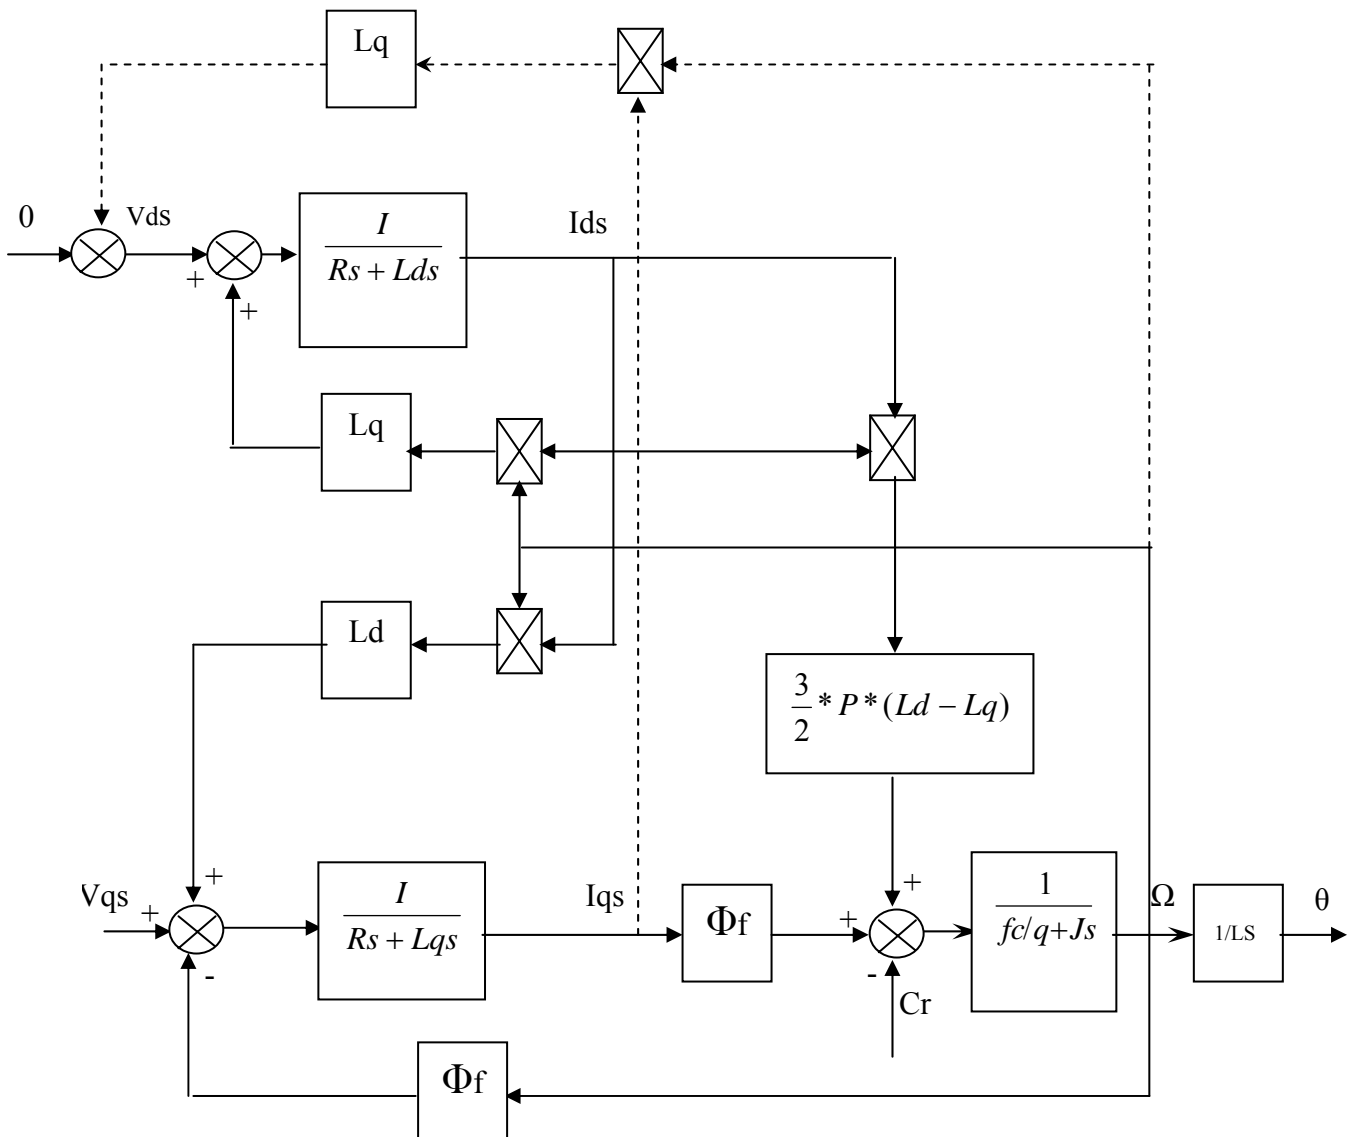 Lq
0
Vds
I
Rs + Lds
Ids
+
+
Lq
Ld
3
2
* P * (Ld − Lq)
Vqs
+
+
-
I
Rs + Lqs
Iqs
Φf
+
+
-
Cr
1
fc/q+Js
Ω
1/LS
θ
Φf